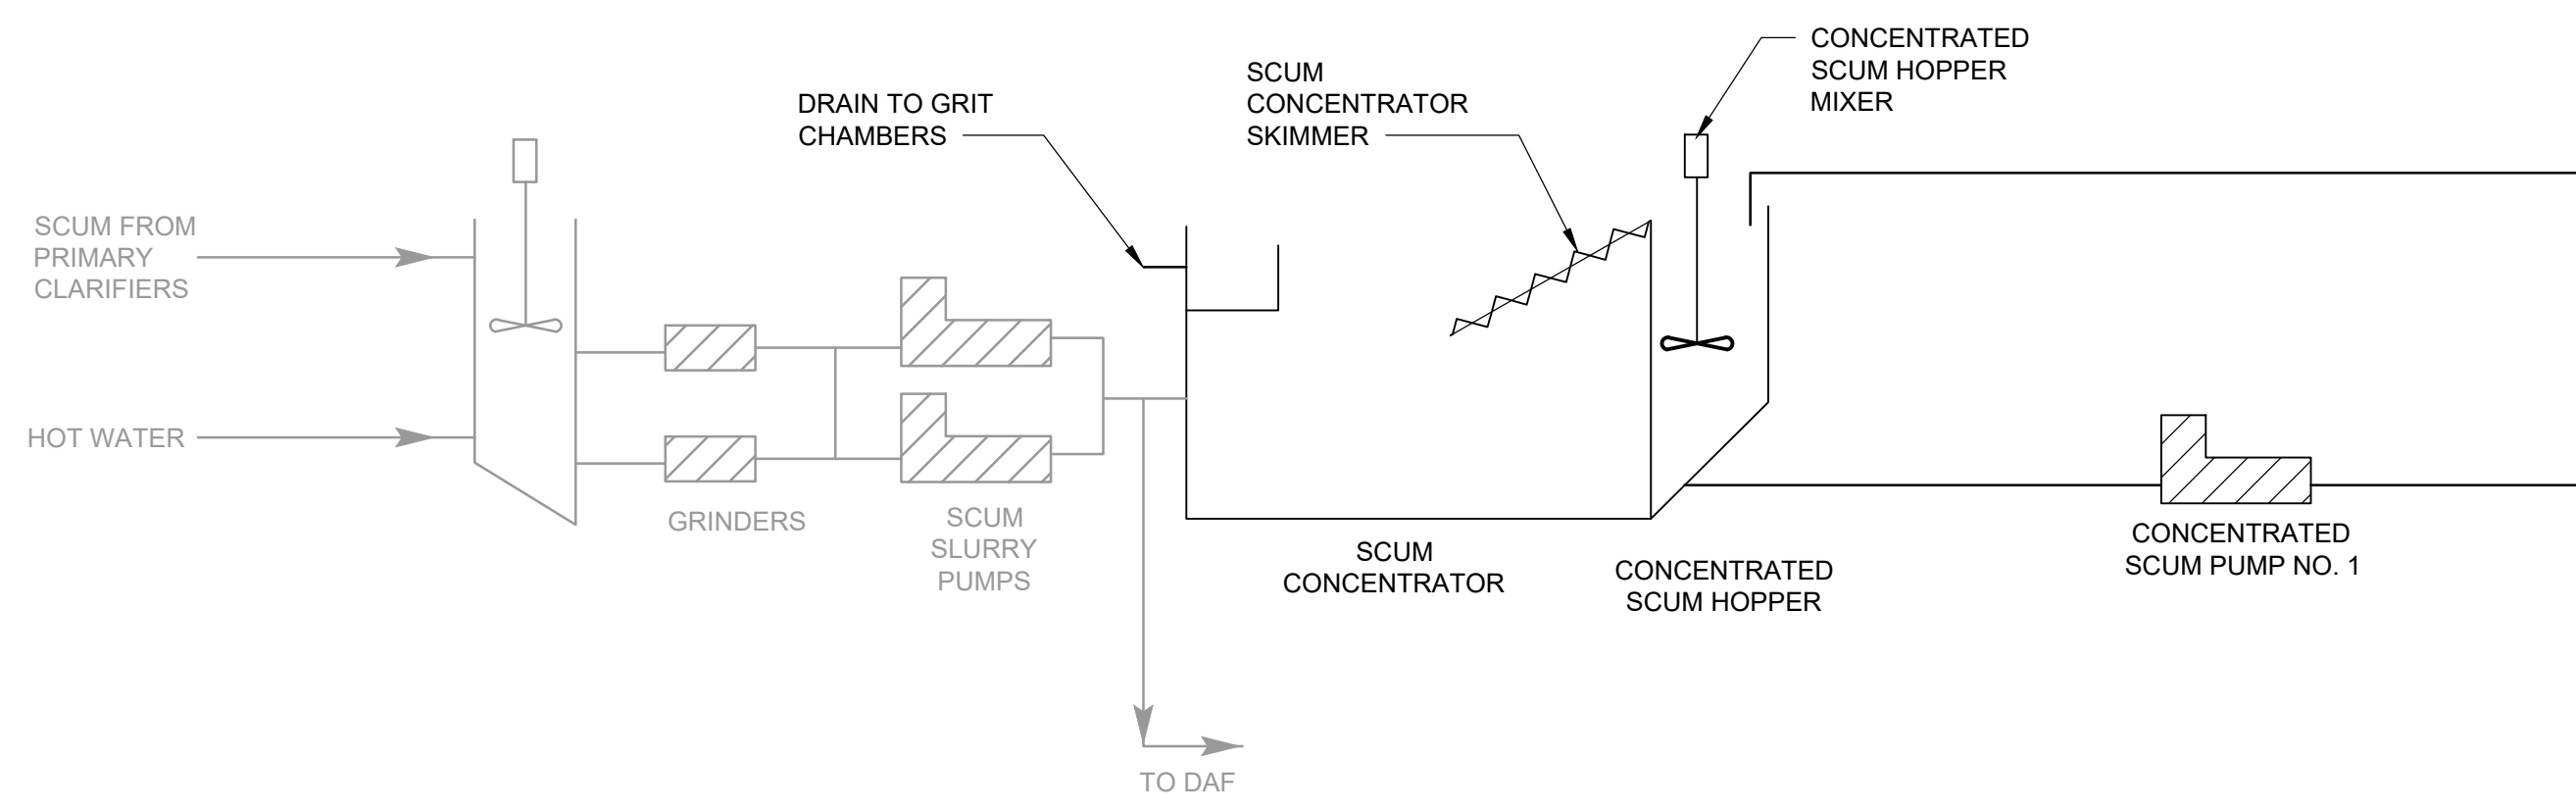 CONCENTRATED
SCUM HOPPER
MIXER
SCUM
CONCENTRATOR
SKIMMER
DRAIN TO GRIT
CHAMBERS
SCUM FROM
PRIMARY
CLARIFIERS
HOT WATER
GRINDERS
SCUM
SLURRY
PUMPS
SCUM
CONCENTRATOR
CONCENTRATED
SCUM HOPPER
CONCENTRATED
SCUM PUMP NO. 1
TO DAF